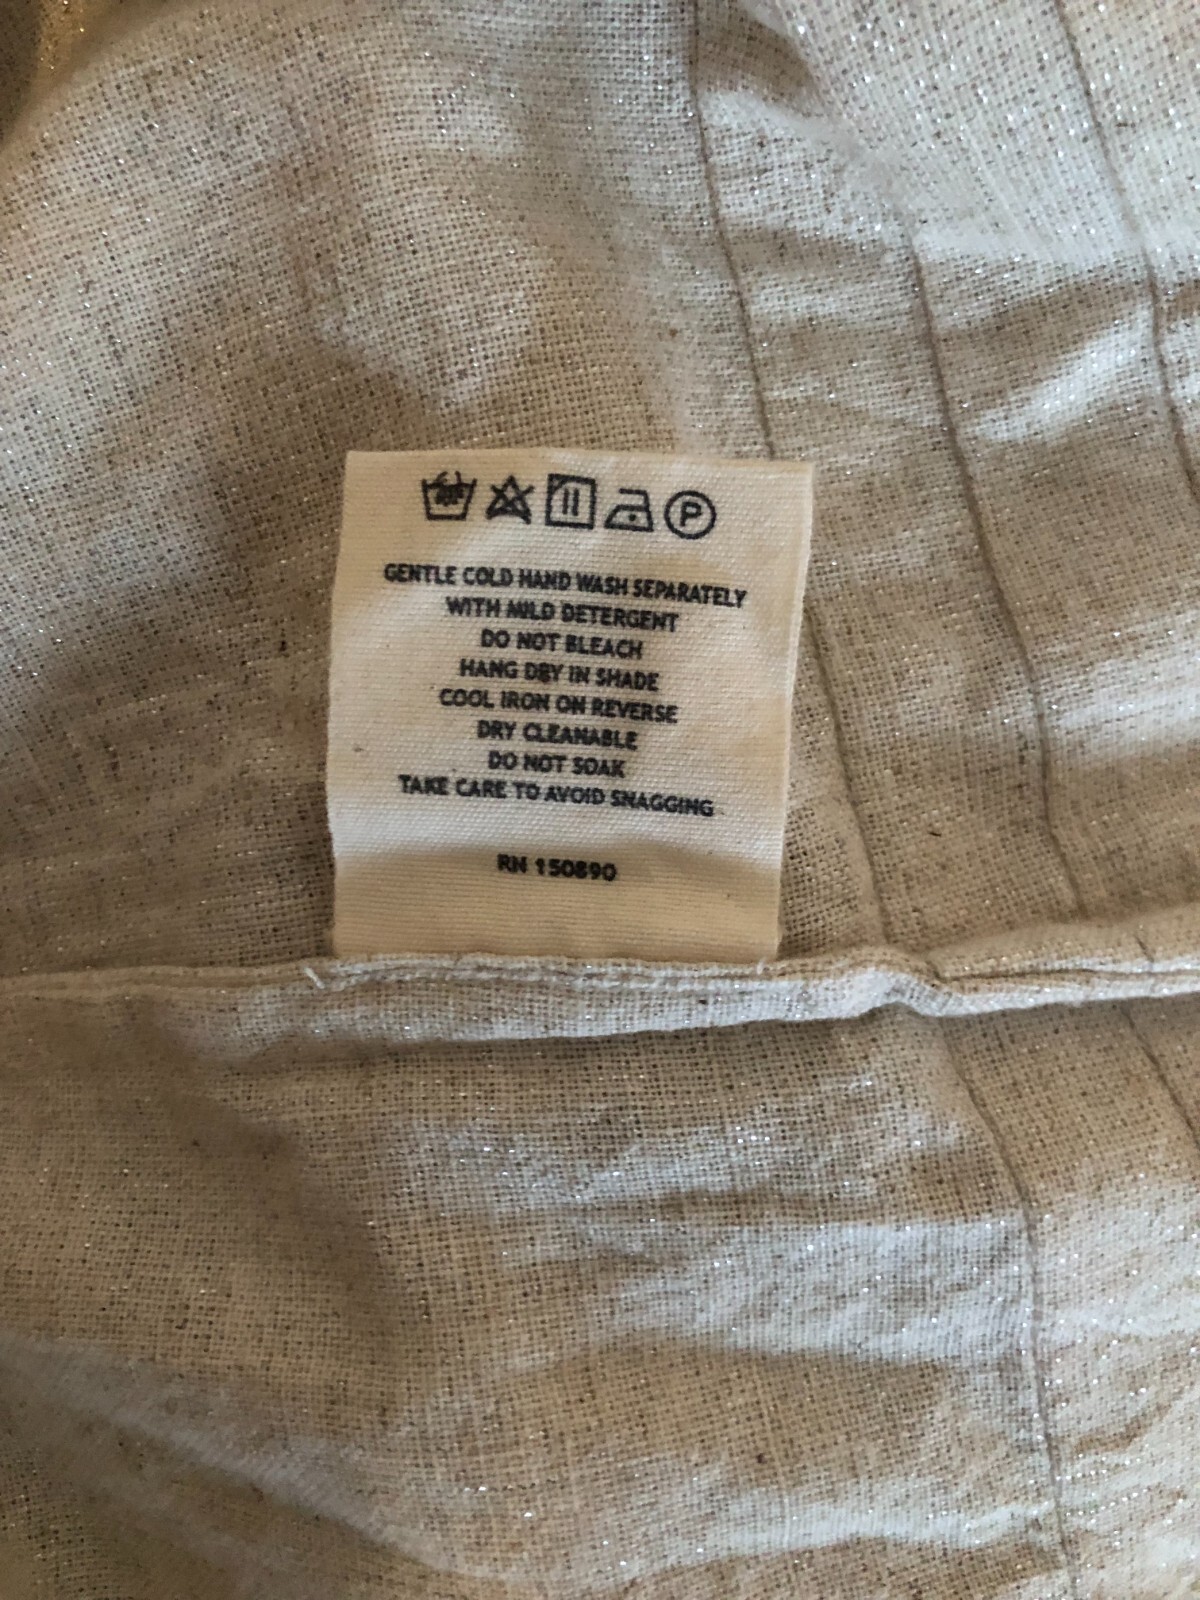 P
GENTLE COLD HAND WASH SEPARATELY
WITH MILD DETERGENT
DO NOT BLEACH
HANG DRY IN SHADE
COOL IRON ON REVERSE
DRY CLEANABLE
DO NOT SOAK
TAKE CARE TO AVOID SNAGGING
RN 150890